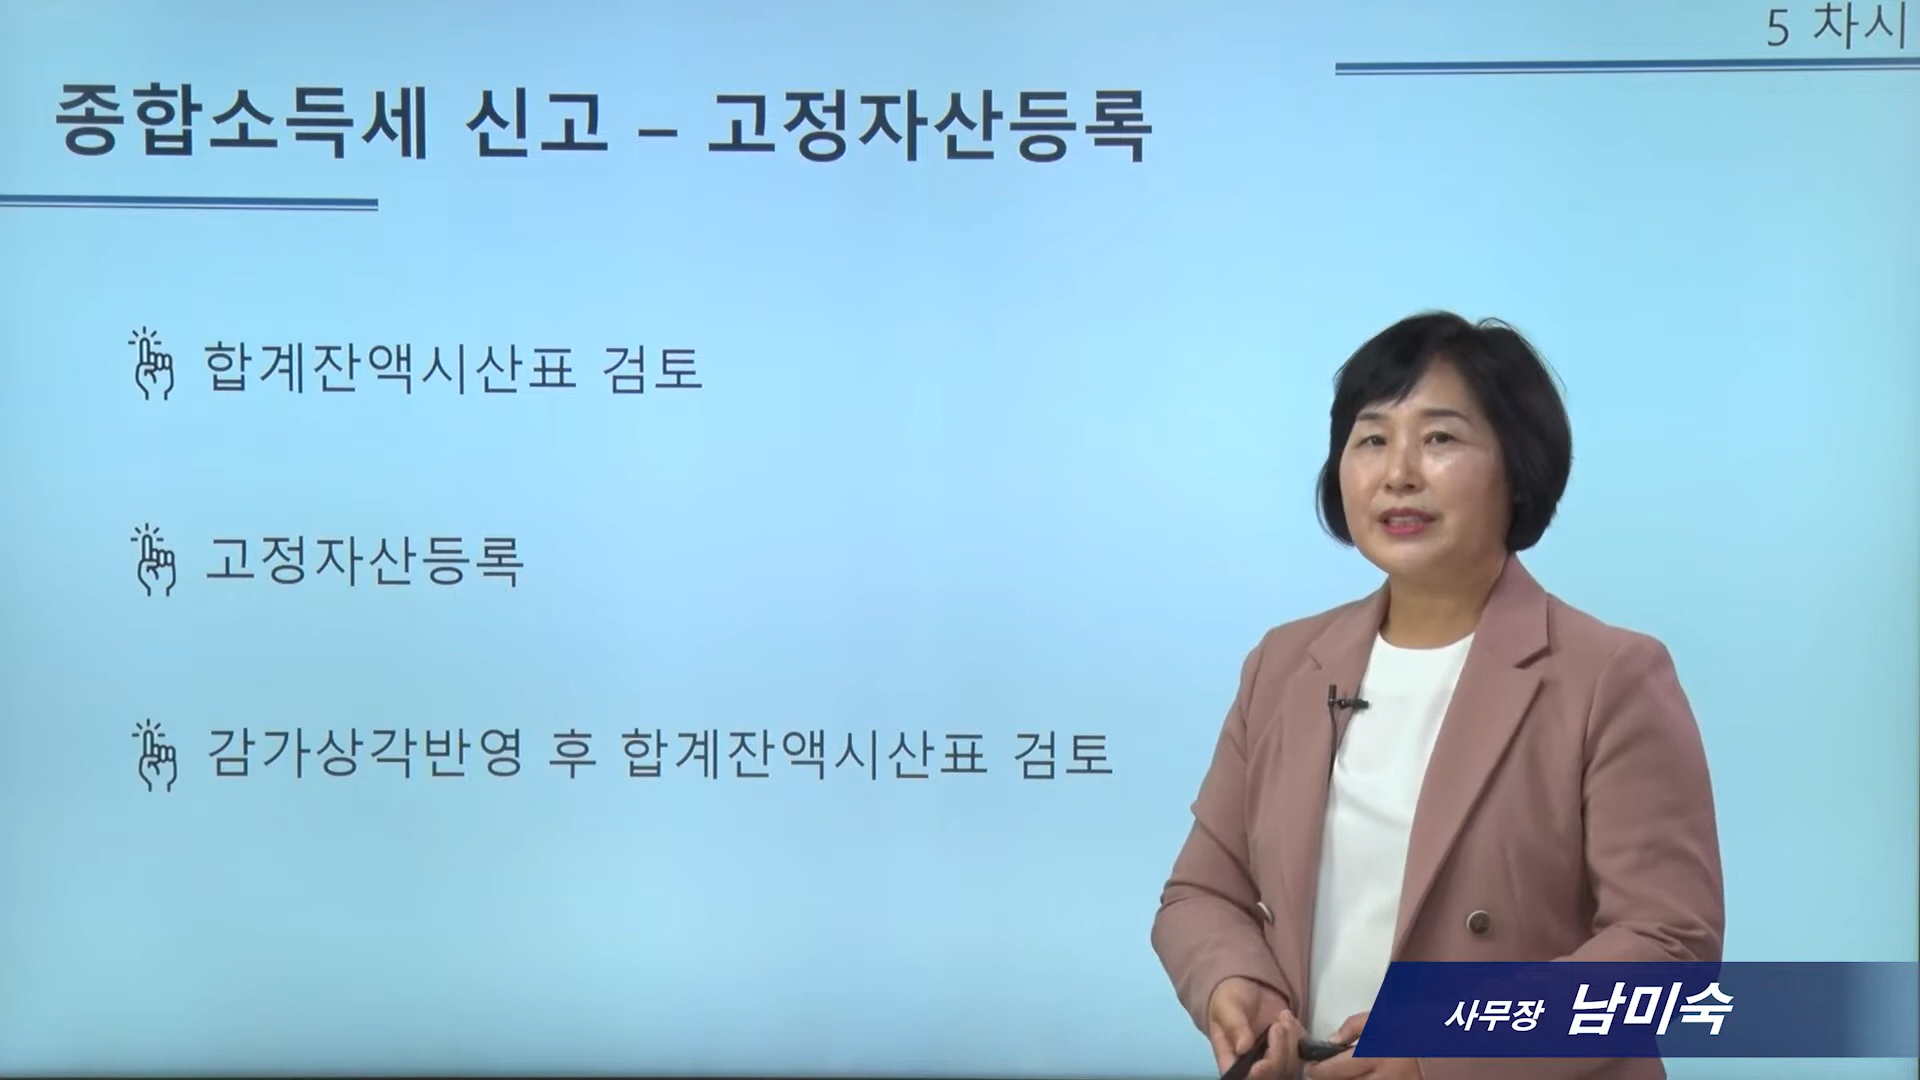 5 차시
종합소득세 신고 – 고정자산등록
합계잔액시산표 검토
고정자산등록
감가상각반영 후 합계잔액시산표 검토
사무장 남미숙